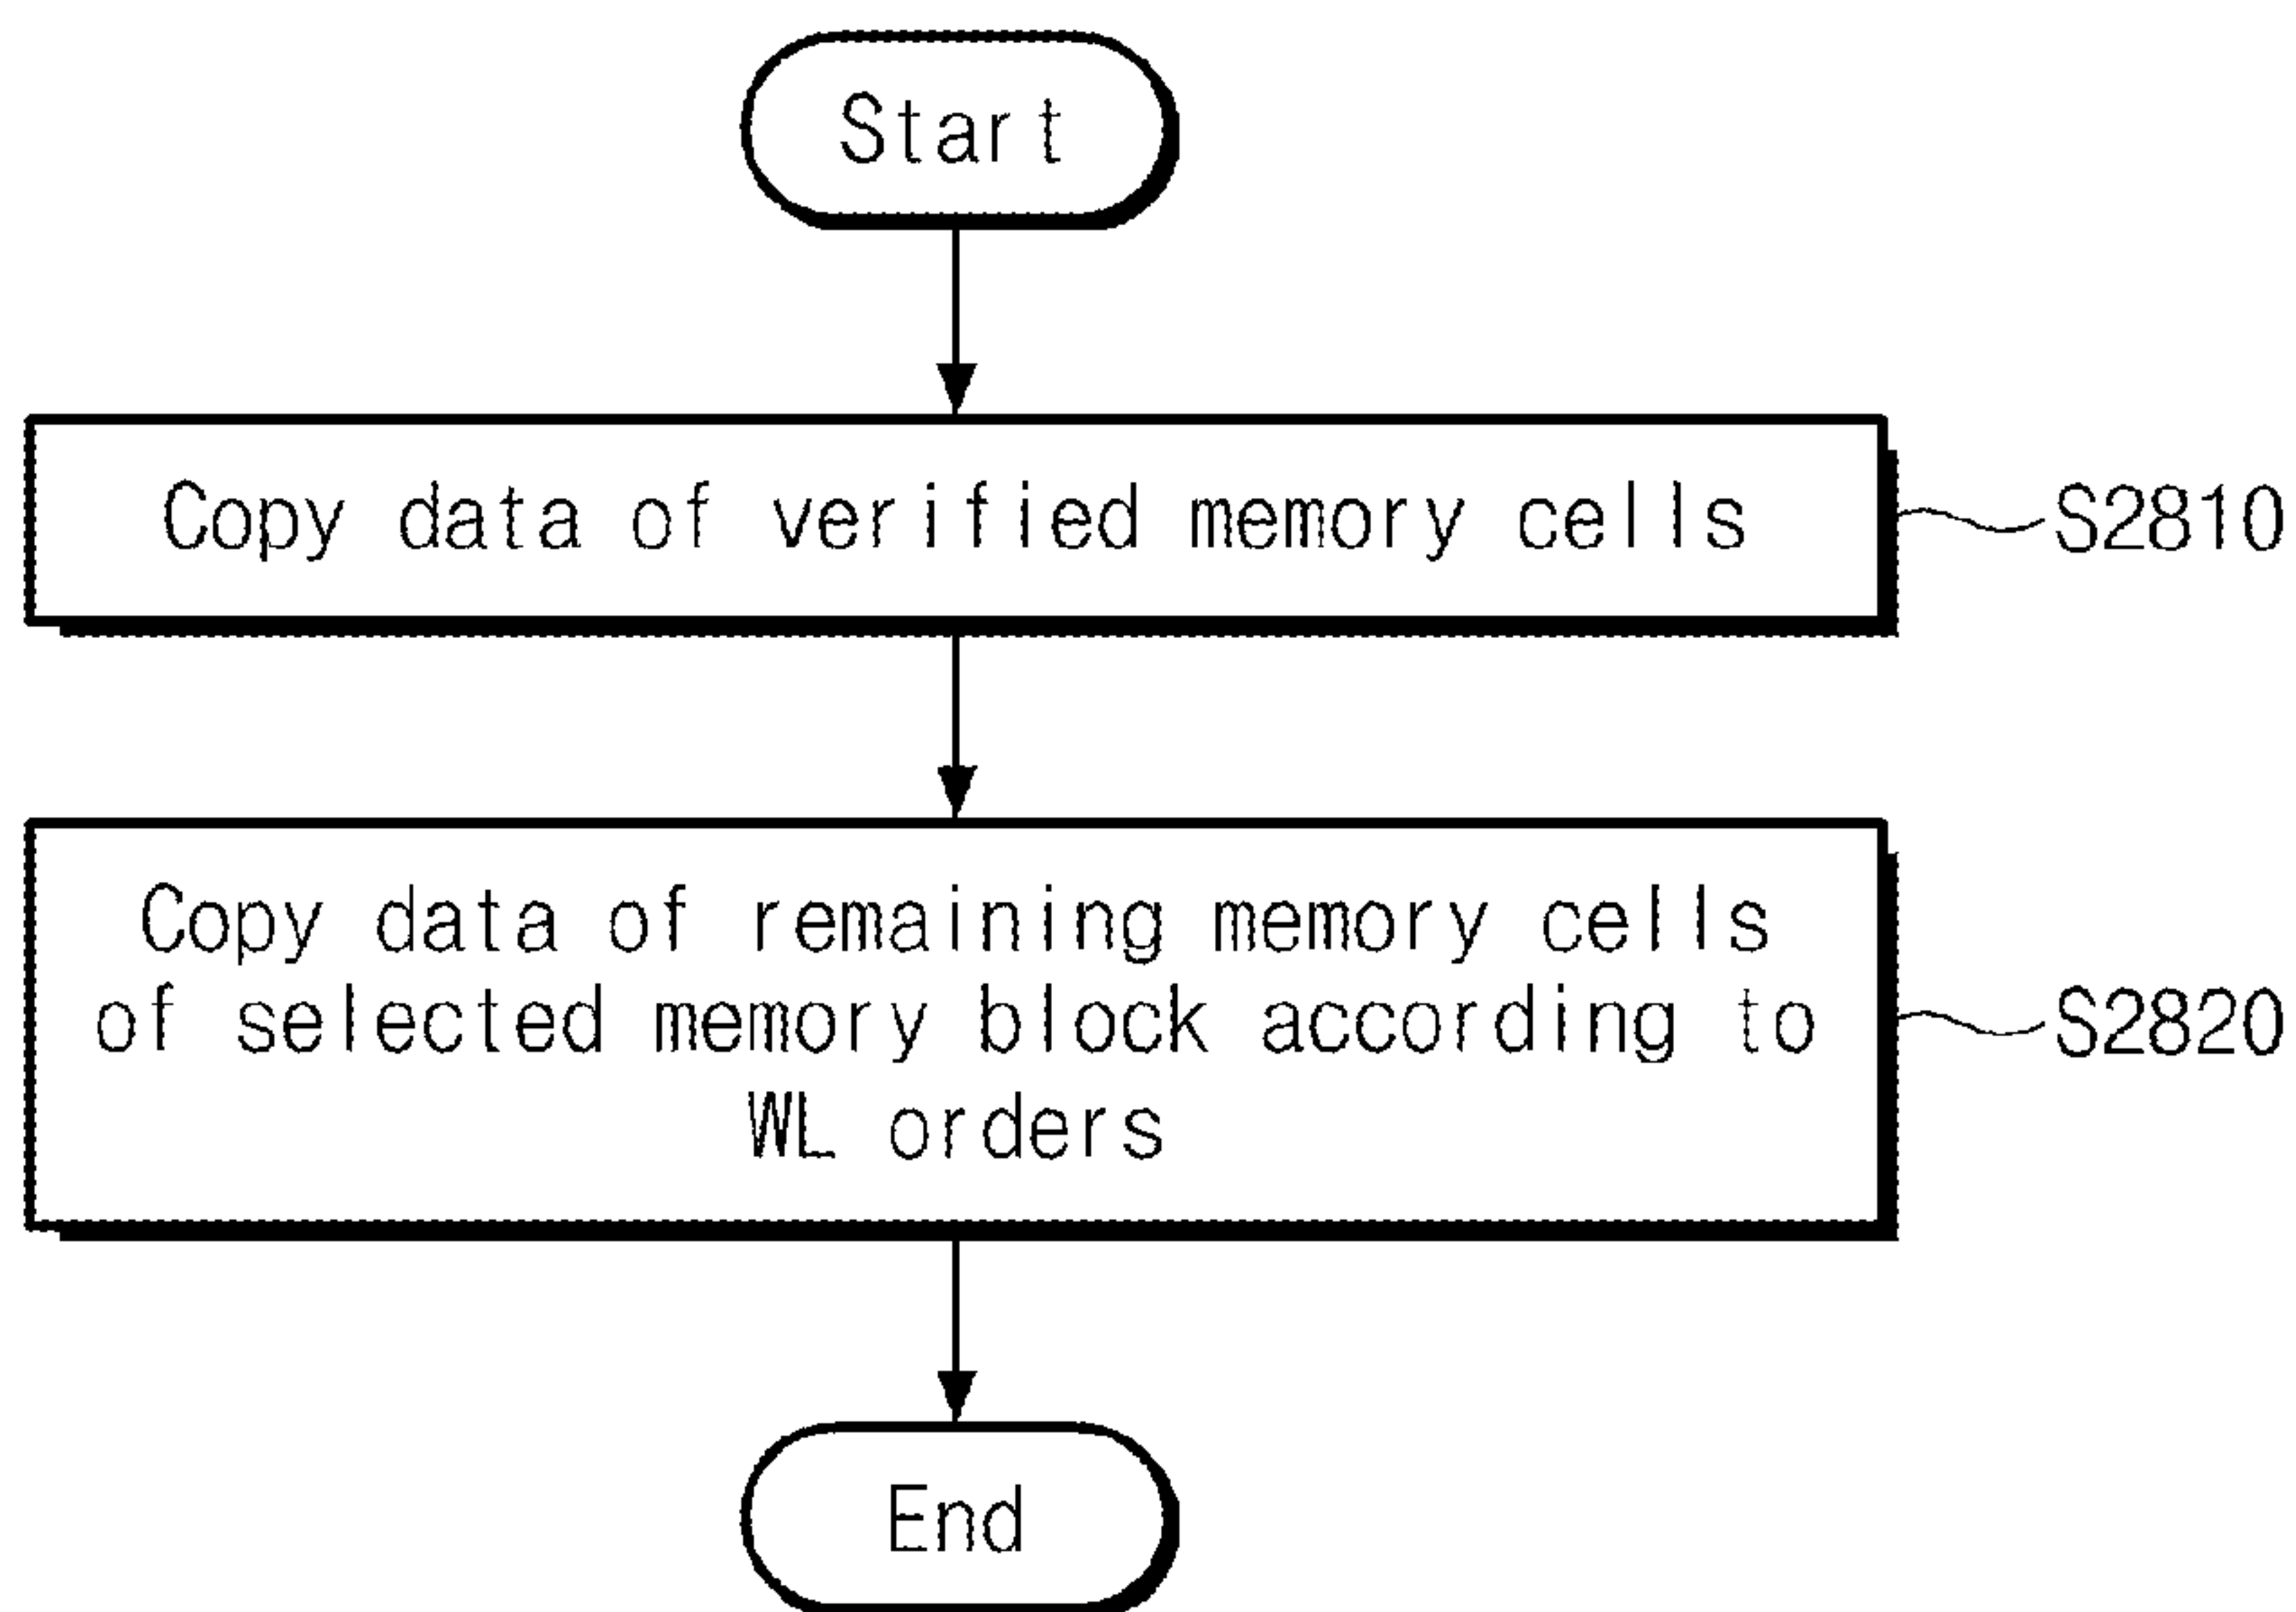 Start
Copy data of verified memory cells
S2810
Copy data of remaining memory cells
of selected memory block according to
WL orders
S2820
End